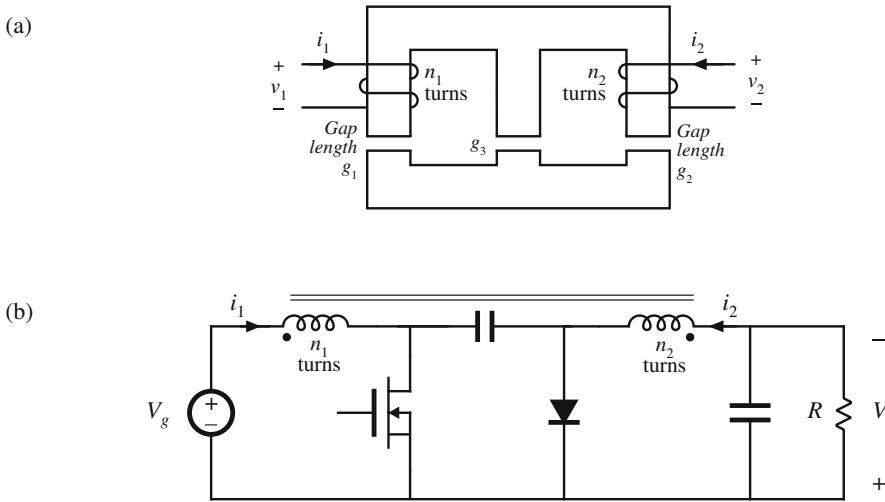 (a)
i1
i2
+
v1
−
n1
turns
n2
turns
+
v2
−
Gap
length
g1
g3
Gap
length
g2
(b)
i1
n1
turns
i2
n2
turns
Vg
+
−
R
−
V
+